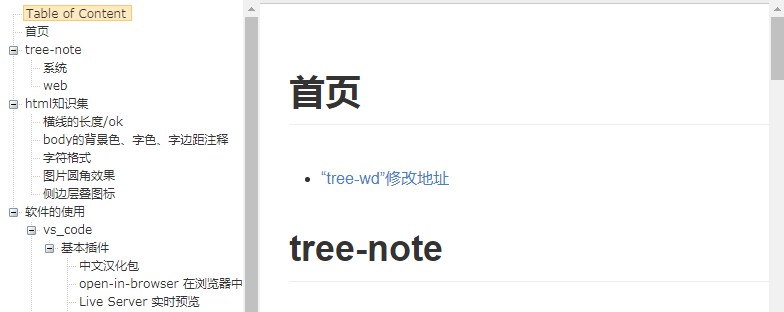 Table of Content
首页
tree-note
系统
web
html知识集
横线的长度/ok
body的背景色、字色、字边距注释
字符格式
图片圆角效果
侧边层叠图标
软件的使用
vs_code
基本插件
中文汉化包
open-in-browser 在浏览器中
Live Server 实时预览
首页
“tree-wd”修改地址
tree-note